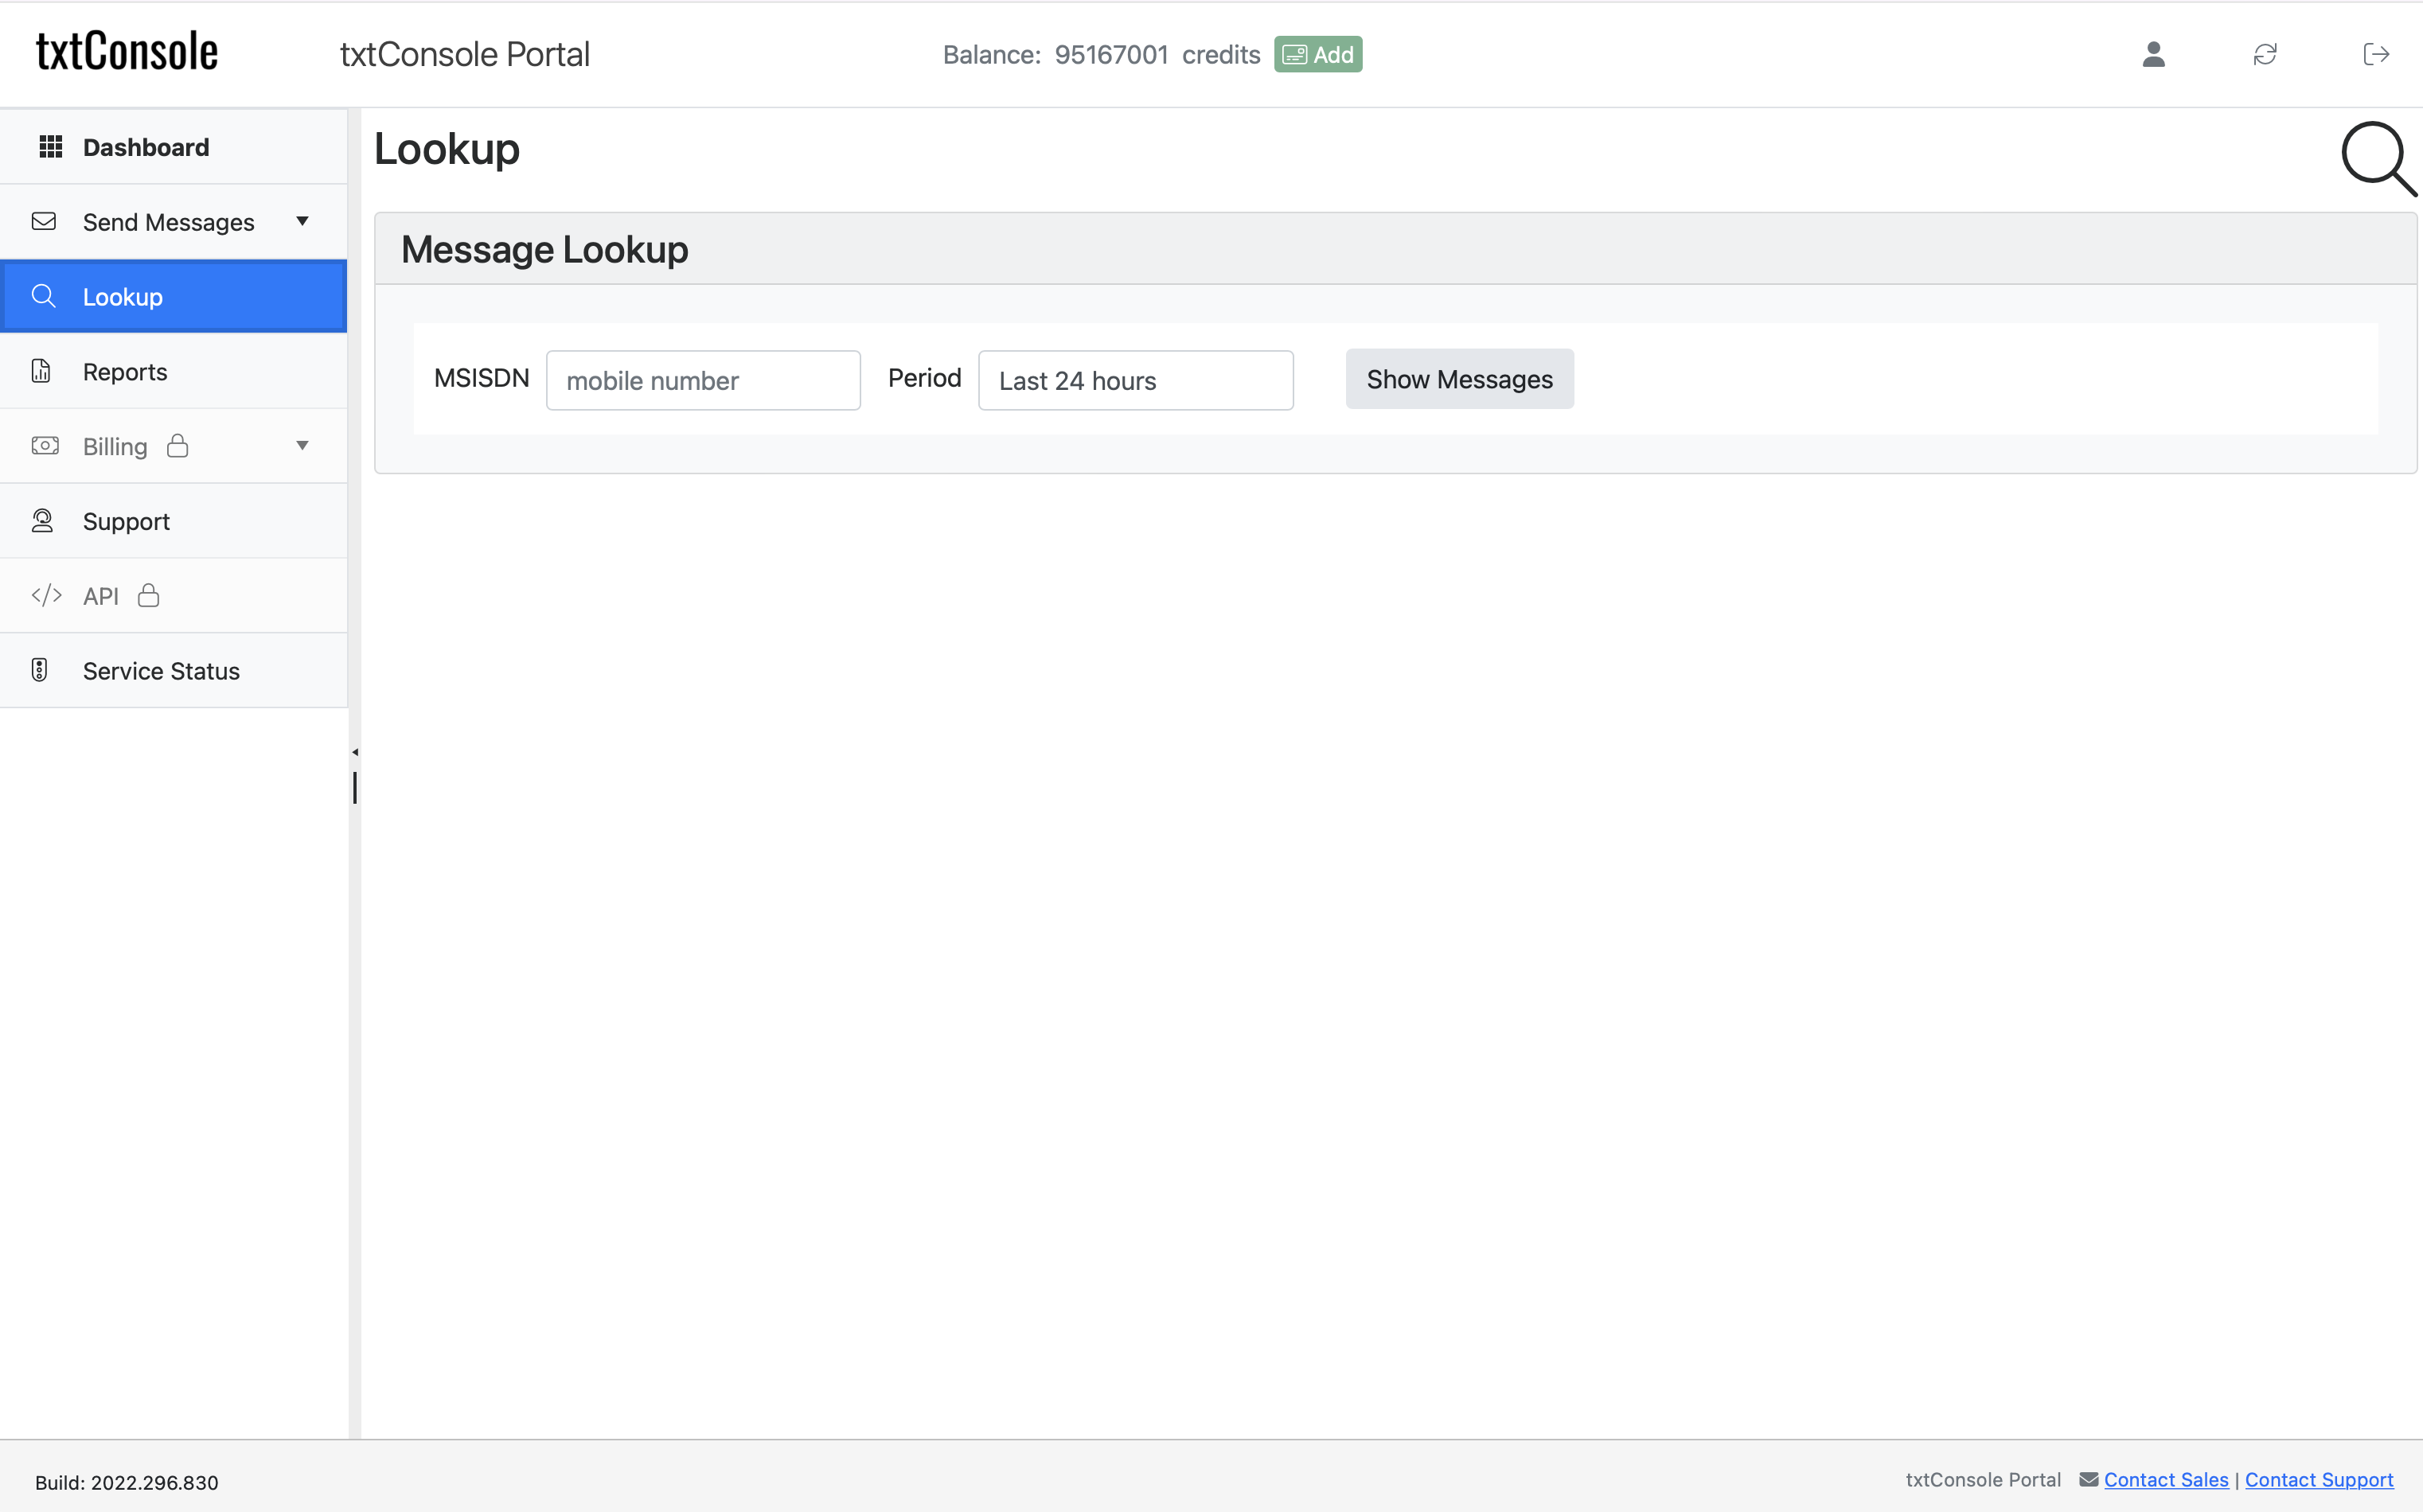 txtConsole
txtConsole Portal
Balance: 95167001 credits Add
Dashboard
Send Messages
Lookup
Reports
Billing
Support
API
Service Status
Lookup
Message Lookup
MSISDN mobile number Period Last 24 hours Show Messages
Build: 2022.296.830
txtConsole Portal Contact Sales | Contact Support